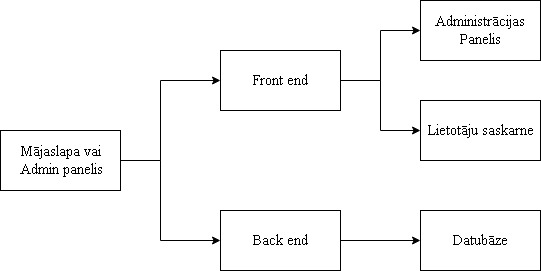 Administrācijas
Panelis
Front end
Lietotāju saskarne
Mājaslapa vai
Admin panelis
Back end
Datubāze